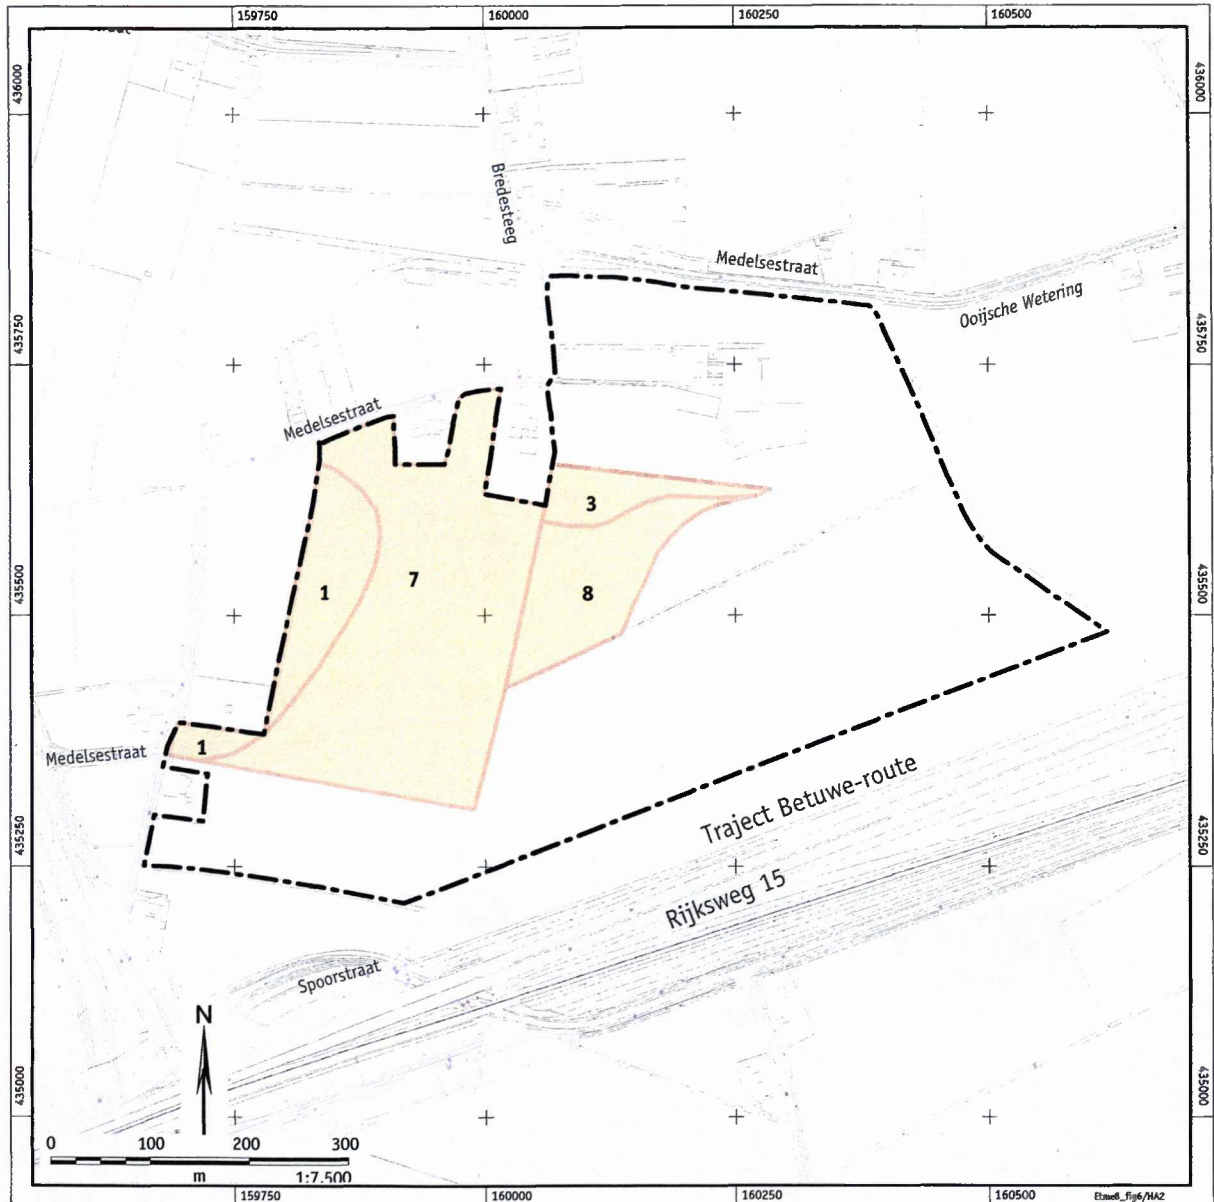 159750
160000
160250
160500
436000
436000
Bredesteeg
Medelsestraat
Ooijsche Wetering
435750
435750
Medelsestraat
3
7
1
8
435500
435500
1
Medelsestraat
Traject Betuwe-route
435250
435250
Rijksweg 15
Spoorstraat
N
435000
435000
0 100 200 300
m 1:7.500
159750
160000
160250
160500